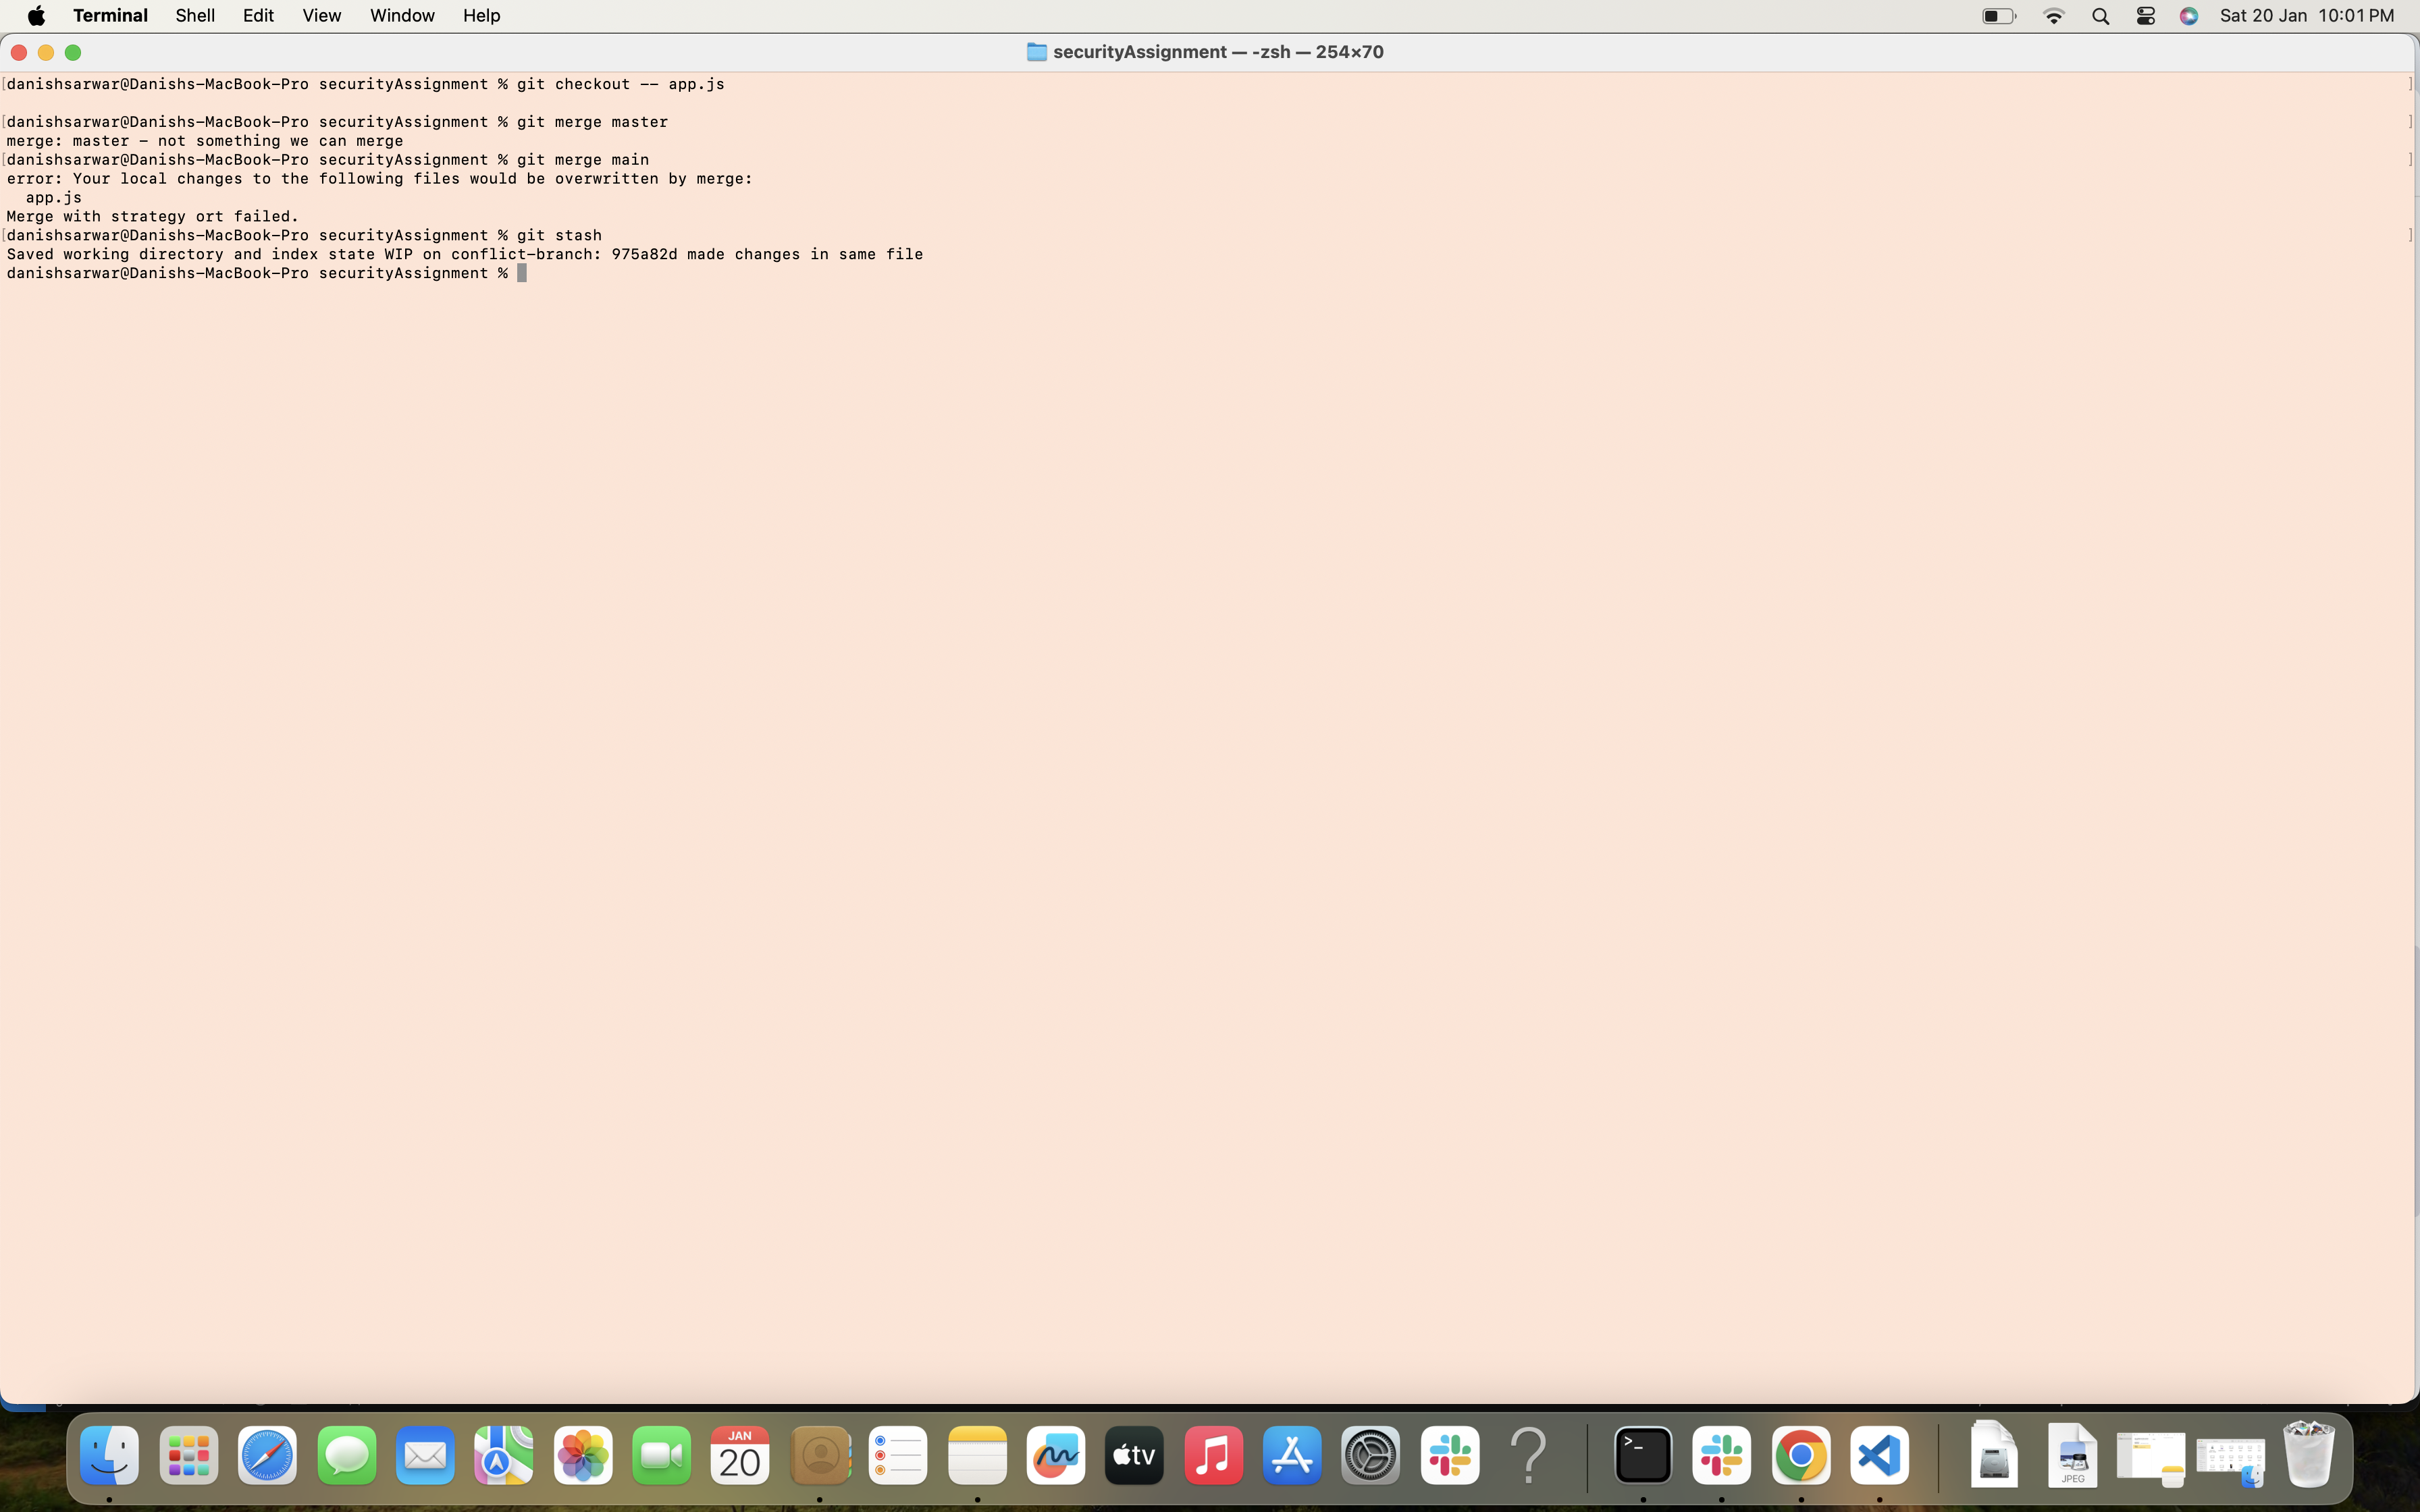 Terminal Shell Edit View Window Help Sat 20 Jan 10:01 PM
securityAssignment — -zsh — 254×70
[danishsarwar@Danishs-MacBook-Pro securityAssignment % git checkout -- app.js ]
[danishsarwar@Danishs-MacBook-Pro securityAssignment % git merge master ]
merge: master - not something we can merge
[danishsarwar@Danishs-MacBook-Pro securityAssignment % git merge main ]
error: Your local changes to the following files would be overwritten by merge:
  app.js
Merge with strategy ort failed.
[danishsarwar@Danishs-MacBook-Pro securityAssignment % git stash ]
Saved working directory and index state WIP on conflict-branch: 975a82d made changes in same file
danishsarwar@Danishs-MacBook-Pro securityAssignment %
JAN
20
tv
>_
JPEG